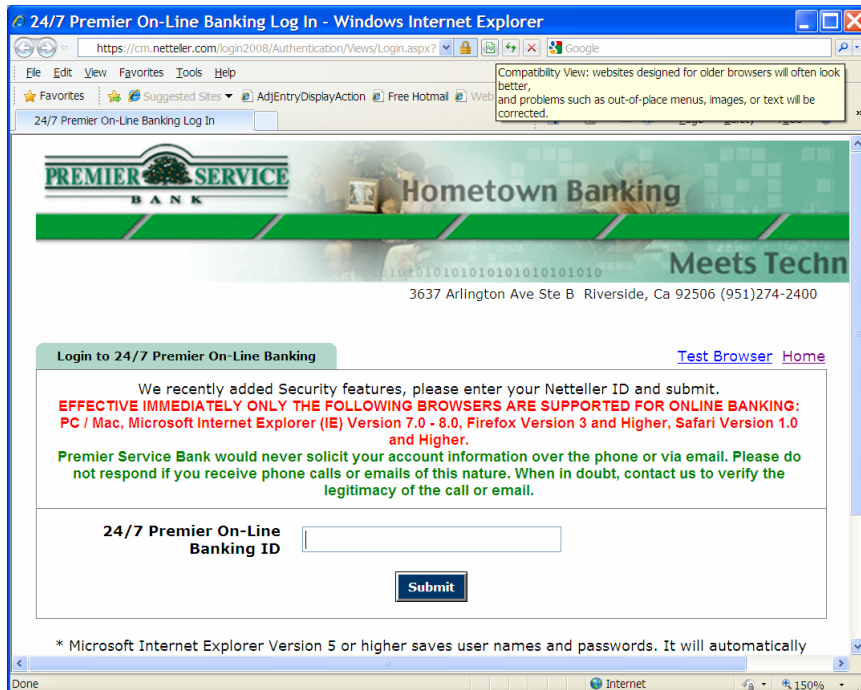 24/7 Premier On-Line Banking Log In - Windows Internet Explorer
https://cm.netteller.com/login2008/Authentication/Views/Login.aspx?
Google
File Edit View Favorites Tools Help
Compatibility View: websites designed for older browsers will often look
better,
and problems such as out-of-place menus, images, or text will be
corrected.
Favorites Suggested Sites AdjEntryDisplayAction Free Hotmail Web
24/7 Premier On-Line Banking Log In
PREMIER SERVICE
BANK
Hometown Banking
010101010101010101010
Meets Techn
3637 Arlington Ave Ste B Riverside, Ca 92506 (951)274-2400
Login to 24/7 Premier On-Line Banking
Test Browser Home
We recently added Security features, please enter your Netteller ID and submit.
EFFECTIVE IMMEDIATELY ONLY THE FOLLOWING BROWSERS ARE SUPPORTED FOR ONLINE BANKING:
PC / Mac, Microsoft Internet Explorer (IE) Version 7.0 - 8.0, Firefox Version 3 and Higher, Safari Version 1.0
and Higher.
Premier Service Bank would never solicit your account information over the phone or via email. Please do
not respond if you receive phone calls or emails of this nature. When in doubt, contact us to verify the
legitimacy of the call or email.
24/7 Premier On-Line
Banking ID
Submit
* Microsoft Internet Explorer Version 5 or higher saves user names and passwords. It will automatically
Done
Internet
150%